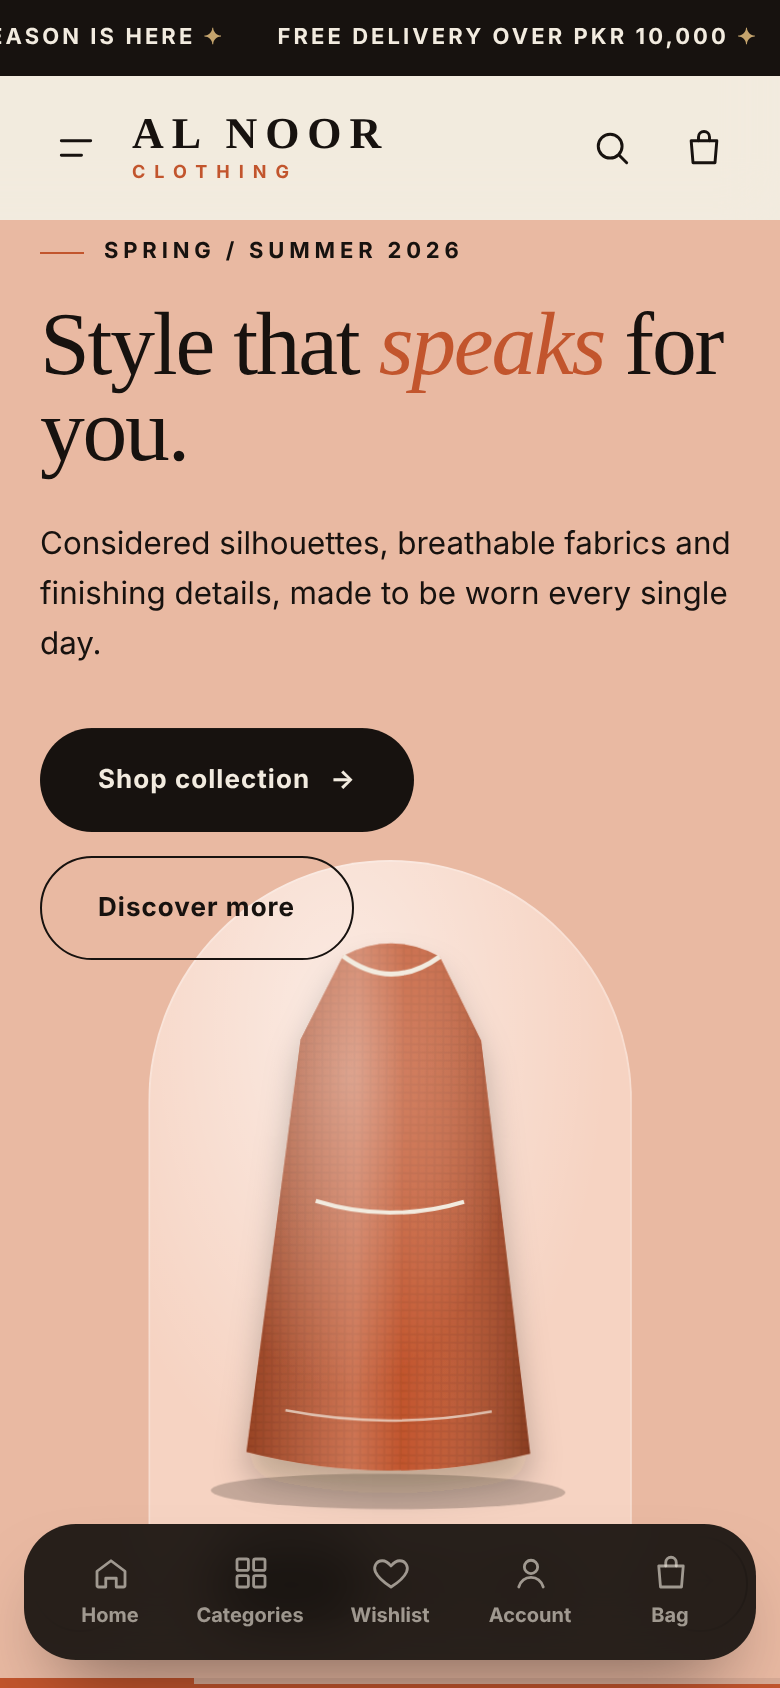 EASON IS HERE ✦ FREE DELIVERY OVER PKR 10,000 ✦
AL NOOR
CLOTHING
SPRING / SUMMER 2026
Style that speaks for
you.
Considered silhouettes, breathable fabrics and
finishing details, made to be worn every single
day.
Shop collection →
Discover more
Home Categories Wishlist Account Bag